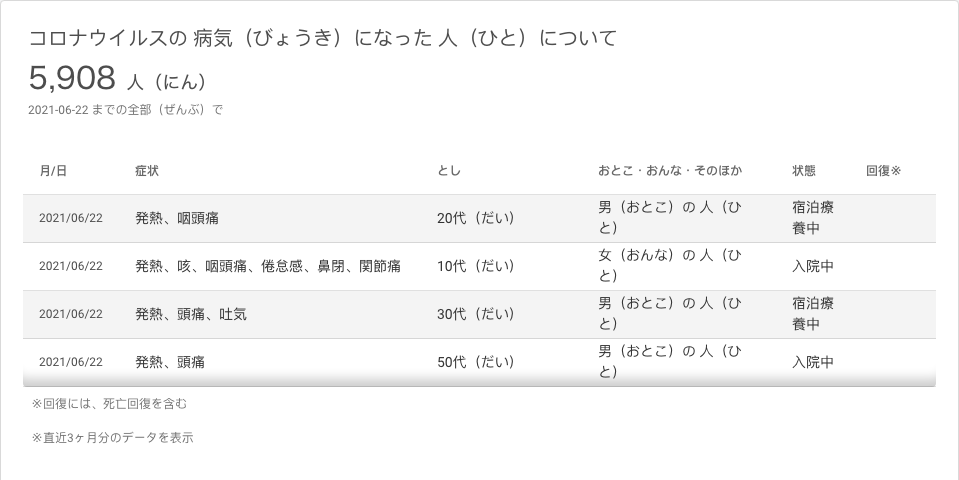 コロナウイルスの 病気（びょうき）になった 人（ひと）について
5,908 人（にん）
2021-06-22 までの全部（ぜんぶ）で
月/日 症状 とし おとこ・おんな・そのほか 状態 回復※
2021/06/22 発熱、咽頭痛 20代（だい） 男（おとこ）の 人（ひ 宿泊療
と） 養中
2021/06/22 発熱、咳、咽頭痛、倦怠感、鼻閉、関節痛 10代（だい） 女（おんな）の 人（ひ 入院中
と）
2021/06/22 発熱、頭痛、吐気 30代（だい） 男（おとこ）の 人（ひ 宿泊療
と） 養中
2021/06/22 発熱、頭痛 50代（だい） 男（おとこ）の 人（ひ 入院中
と）
※回復には、死亡回復を含む
※直近3ヶ月分のデータを表示